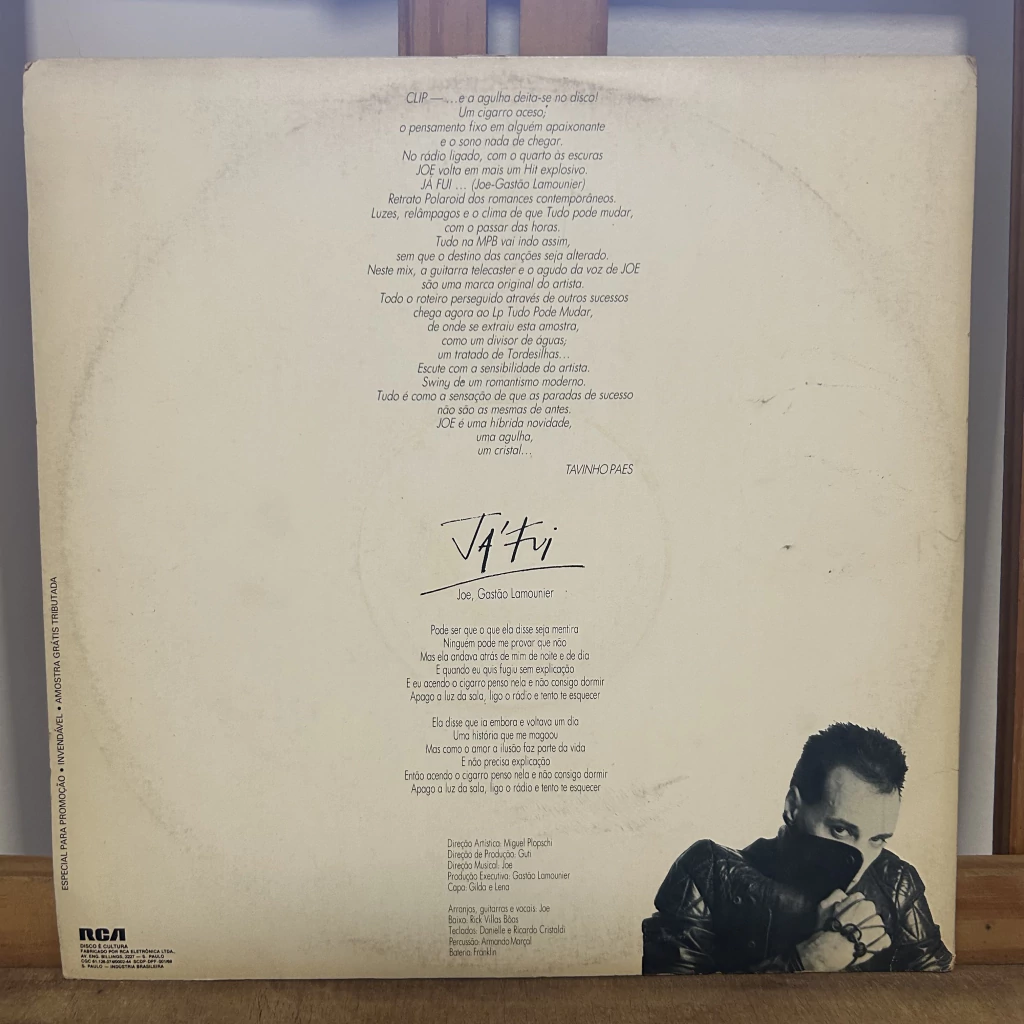 CLIP — ...e a agulha deita-se no disco!
Um cigarro aceso;
o pensamento fixo em alguém apaixonante
e o sono nada de chegar.
No rádio ligado, com o quarto às escuras
JOE volta em mais um Hit explosivo.
JÁ FUI ... (Joe-Gastão Lamounier)
Retrato Polaroid dos romances contemporâneos.
Luzes, relâmpagos e o clima de que Tudo pode mudar,
com o passar das horas.
Tudo na MPB vai indo assim,
sem que o destino das canções seja alterado.
Neste mix, a guitarra telecaster e o agudo da voz de JOE
são uma marca original do artista.
Todo o roteiro perseguido através de outros sucessos
chega agora ao Lp Tudo Pode Mudar,
de onde se extraiu esta amostra,
como um divisor de águas;
um tratado de Tordesilhas...
Escute com a sensibilidade do artista.
Swing de um romantismo moderno.
Tudo é como a sensação de que as paradas de sucesso
não são as mesmas de antes.
JOE é uma híbrida novidade,
uma agulha,
um cristal...
TAVINHO PAES
JÁ FUI
Joe, Gastão Lamounier
Pode ser que o que ela disse seja mentira
Ninguém pode me provar que não
Mas ela andava atrás de mim de noite e de dia
E quando eu quis fugiu sem explicação
E eu acendo o cigarro penso nela e não consigo dormir
Apago a luz da sala, ligo o rádio e tento te esquecer
Ela disse que ia embora e voltava um dia
Uma história que me magoou
Mas como o amor a ilusão faz parte da vida
E não precisa explicação
Então acendo o cigarro penso nela e não consigo dormir
Apago a luz da sala, ligo o rádio e tento te esquecer
Direção Artística: Miguel Plopschi
Direção de Produção: Guti
Direção Musical: Joe
Produção Executiva: Gastão Lamounier
Capa: Gilda e Lena
Arranjos, guitarras e vocais: Joe
Baixo: Rick Villas Bôas
Teclados: Danielle e Ricardo Cristaldi
Percussão: Armando Marçal
Bateria: Franklin
ESPECIAL PARA PROMOÇÃO • INVENDÁVEL • AMOSTRA GRÁTIS TRIBUTADA
RCA
DISCO É CULTURA
FABRICADO POR RCA ELETRÔNICA LTDA.
AV. ENG. BILLINGS, 2227 — S. PAULO
S. PAULO — INDÚSTRIA BRASILEIRA